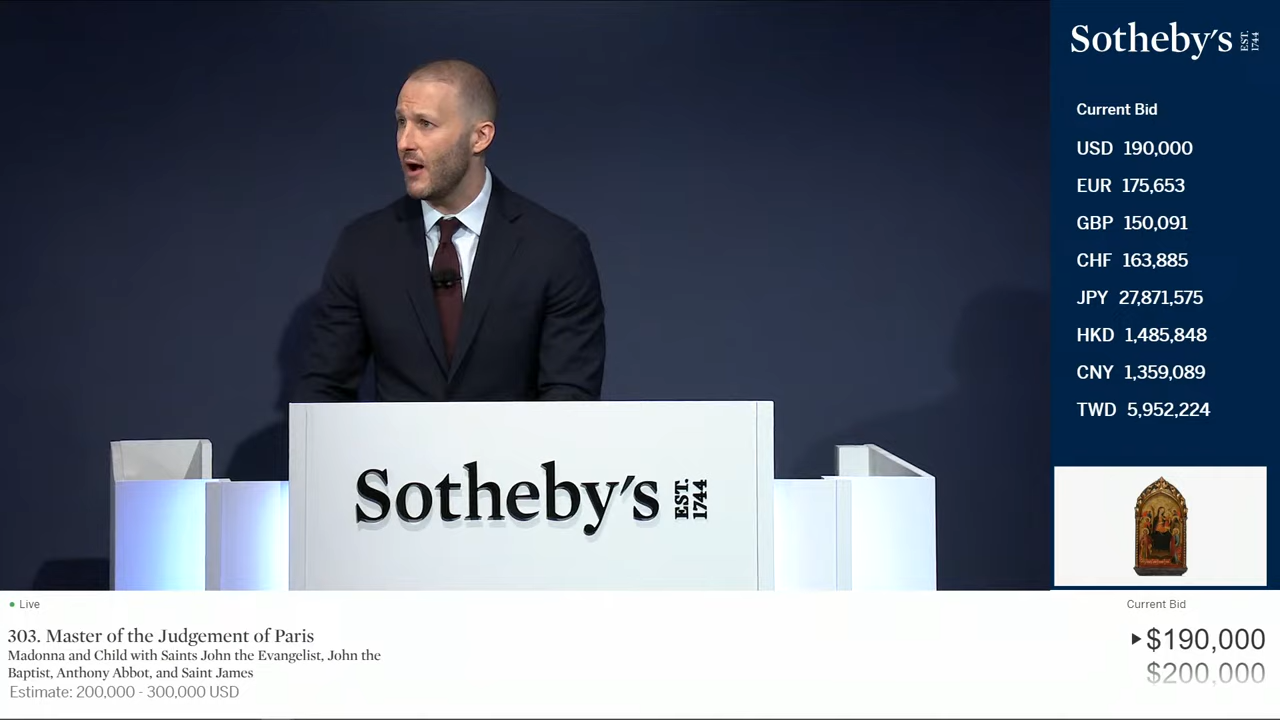 Sotheby's EST. 1744
Current Bid
USD 190,000
EUR 175,653
GBP 150,091
CHF 163,885
JPY 27,871,575
HKD 1,485,848
CNY 1,359,089
TWD 5,952,224
Sotheby's EST. 1744
Live
303. Master of the Judgement of Paris
Madonna and Child with Saints John the Evangelist, John the
Baptist, Anthony Abbot, and Saint James
Estimate: 200,000 - 300,000 USD
Current Bid
$190,000
$200,000